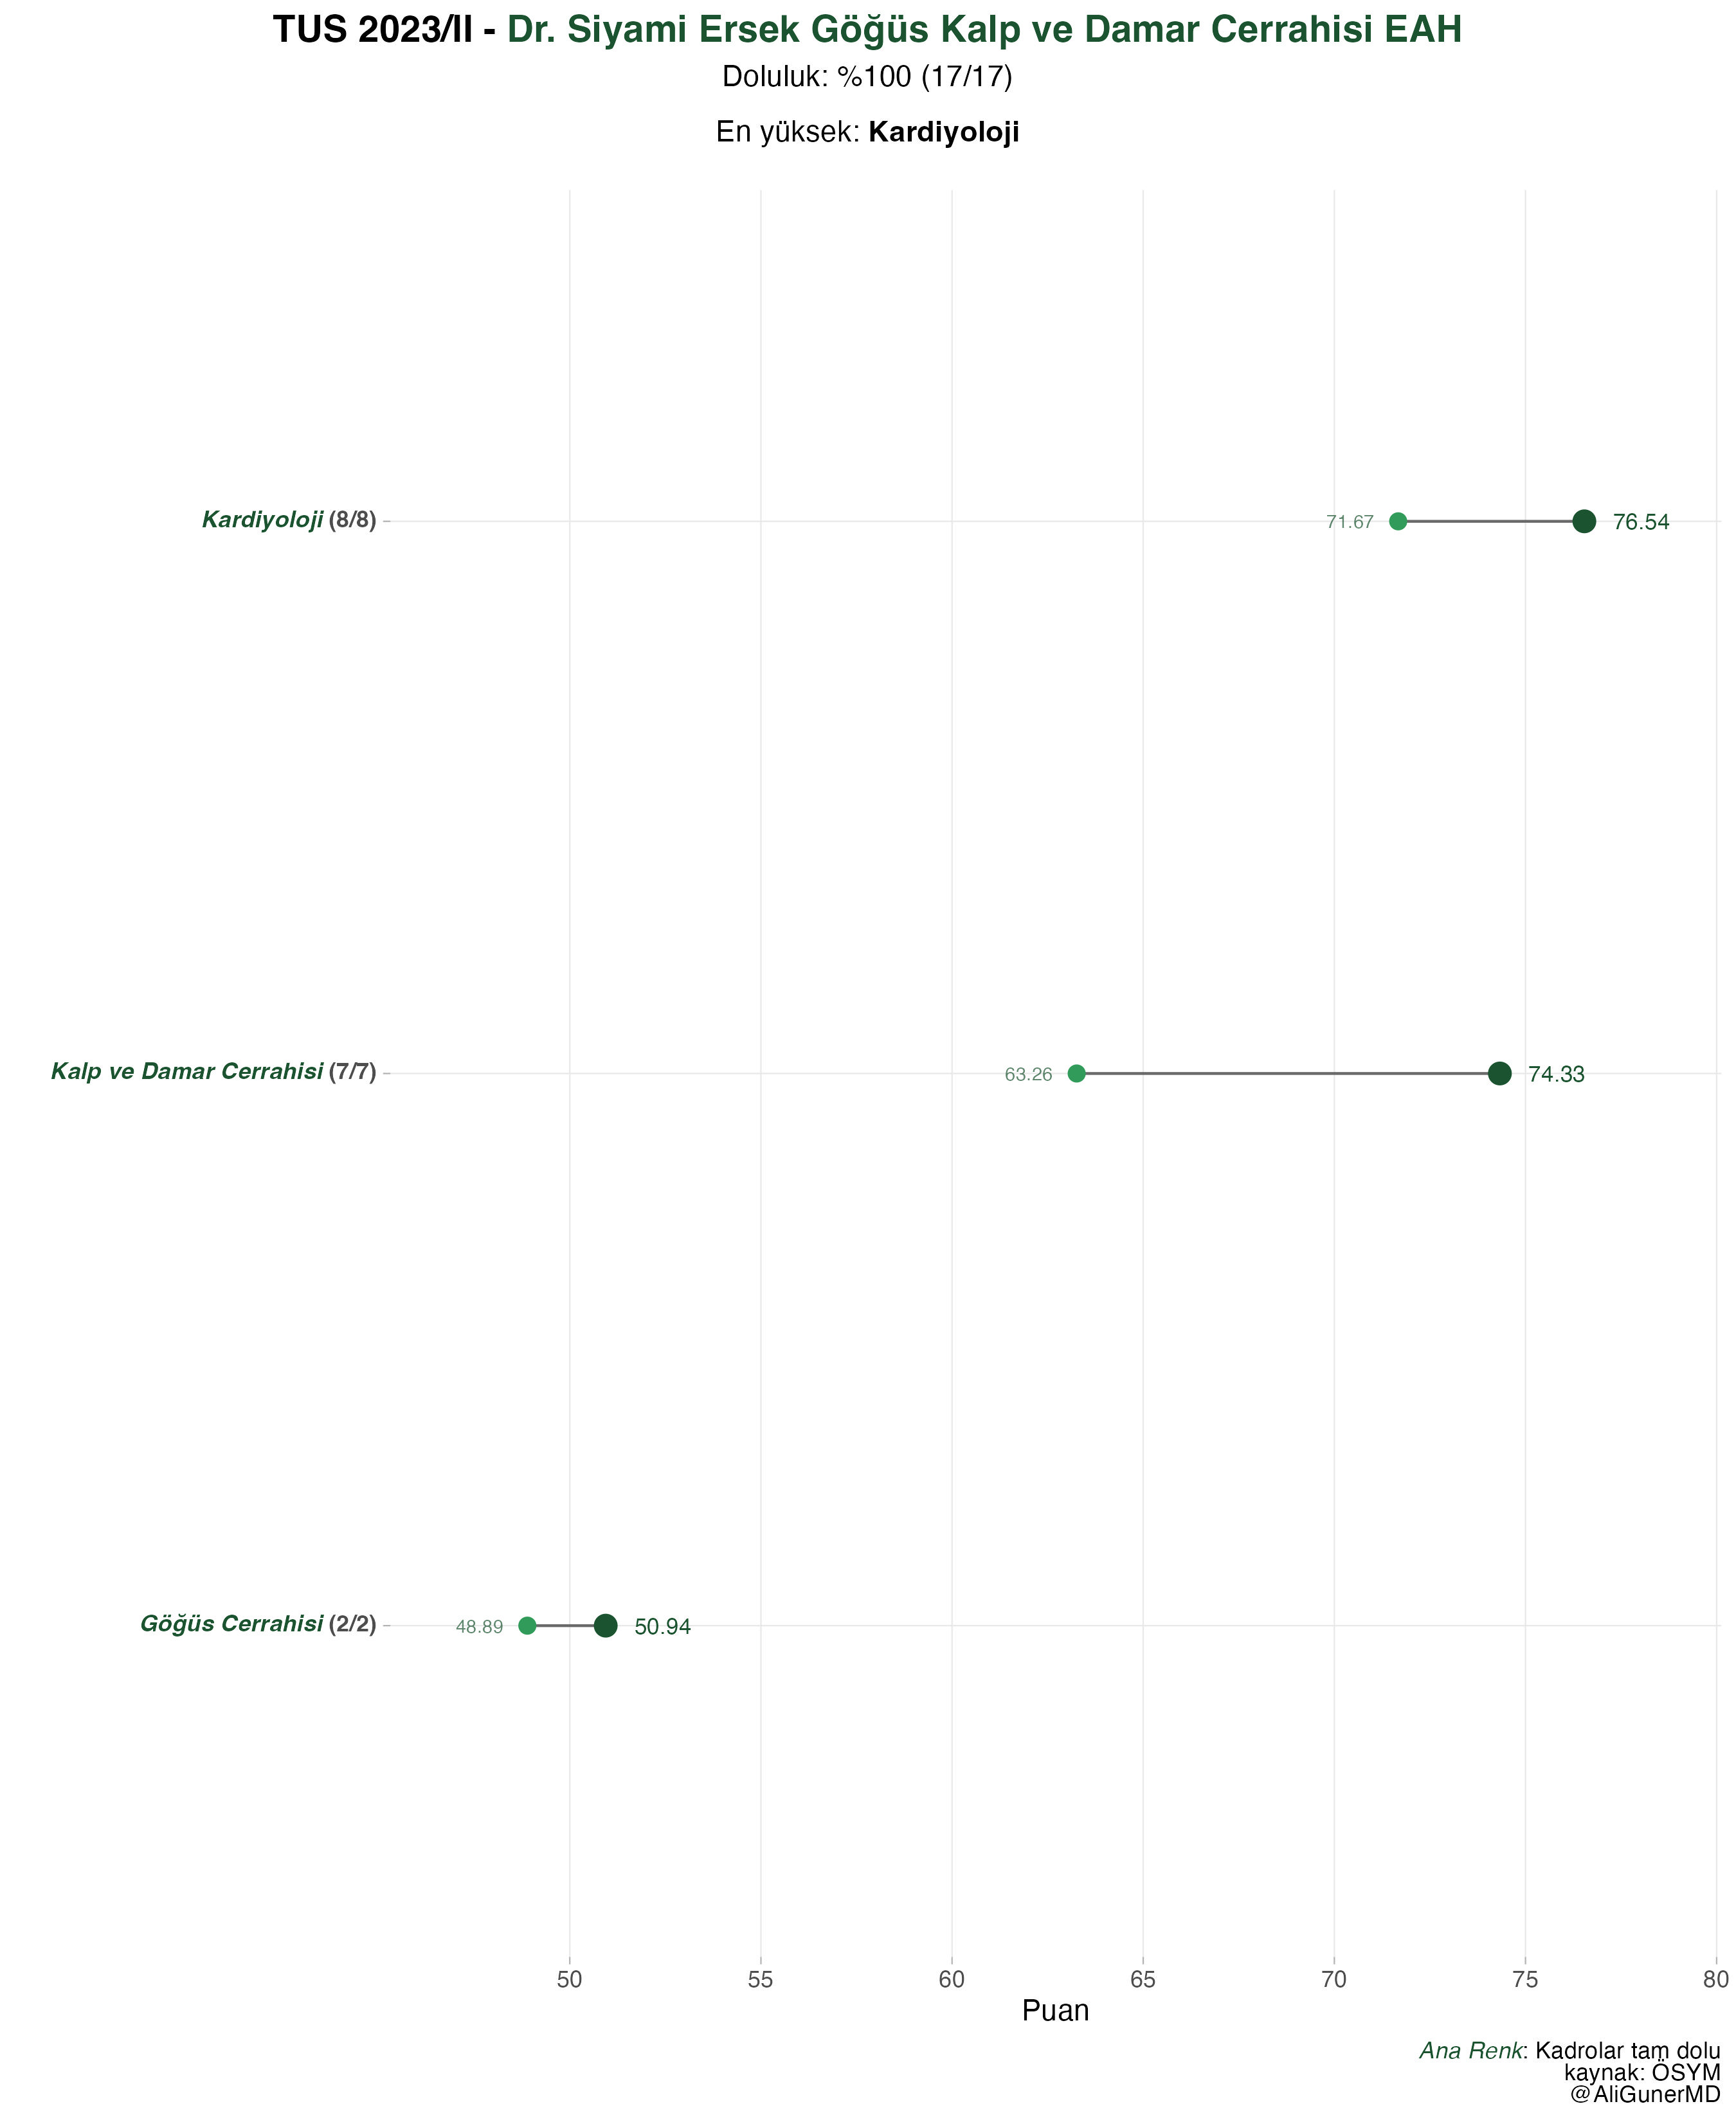 TUS 2023/II - Dr. Siyami Ersek Göğüs Kalp ve Damar Cerrahisi EAH
Doluluk: %100 (17/17)
En yüksek: Kardiyoloji
Kardiyoloji (8/8)
71.67
76.54
Kalp ve Damar Cerrahisi (7/7)
63.26
74.33
Göğüs Cerrahisi (2/2)
48.89
50.94
50 55 60 65 70 75 80
Puan
Ana Renk: Kadrolar tam dolu
kaynak: ÖSYM
@AliGunerMD